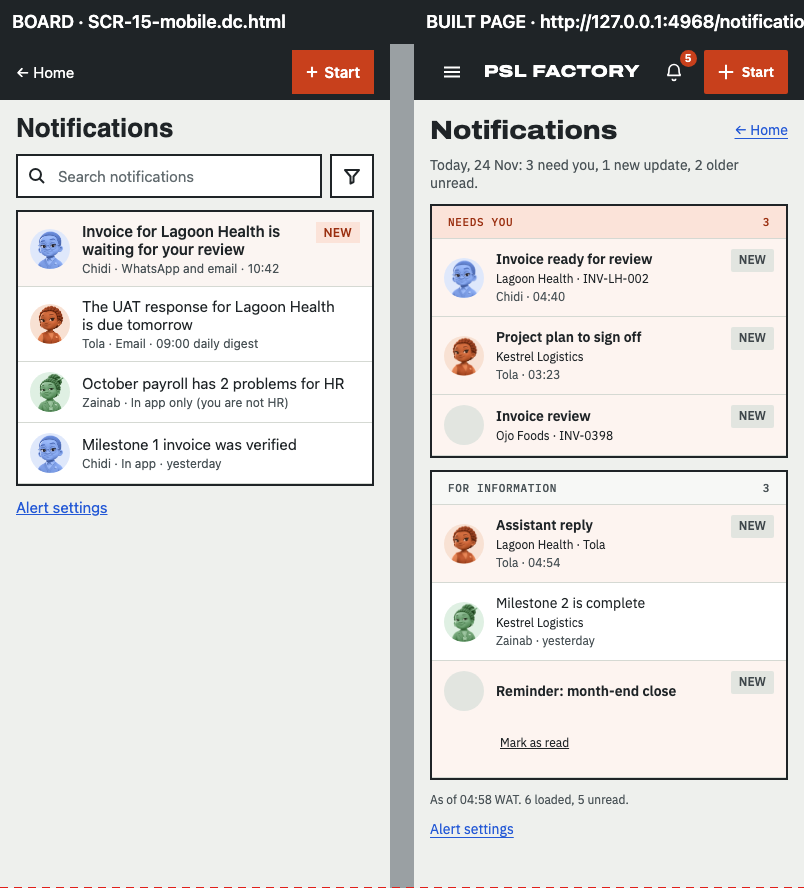 BOARD · SCR-15-mobile.dc.html
← Home
+ Start
Notifications
Search notifications
Invoice for Lagoon Health is
waiting for your review
NEW
Chidi · WhatsApp and email · 10:42
The UAT response for Lagoon Health
is due tomorrow
Tola · Email · 09:00 daily digest
October payroll has 2 problems for HR
Zainab · In app only (you are not HR)
Milestone 1 invoice was verified
Chidi · In app · yesterday
Alert settings
BUILT PAGE · http://127.0.0.1:4968/notificatio
PSL FACTORY
5
+ Start
Notifications
← Home
Today, 24 Nov: 3 need you, 1 new update, 2 older
unread.
NEEDS YOU
3
Invoice ready for review
NEW
Lagoon Health · INV-LH-002
Chidi · 04:40
Project plan to sign off
NEW
Kestrel Logistics
Tola · 03:23
Invoice review
NEW
Ojo Foods · INV-0398
FOR INFORMATION
3
Assistant reply
NEW
Lagoon Health · Tola
Tola · 04:54
Milestone 2 is complete
Kestrel Logistics
Zainab · yesterday
Reminder: month-end close
NEW
Mark as read
As of 04:58 WAT. 6 loaded, 5 unread.
Alert settings